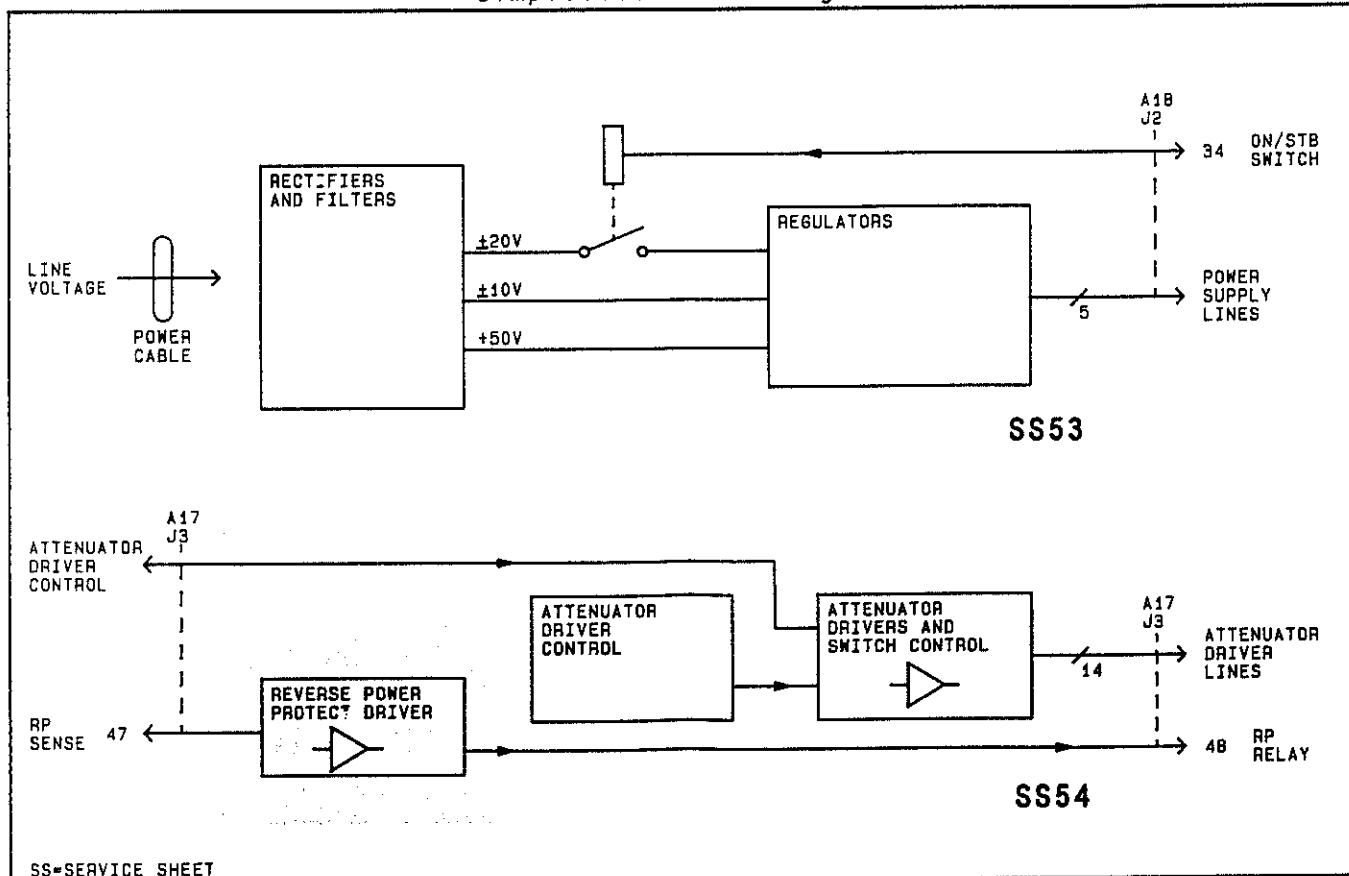 A18
J2
34 ON/STB
SWITCH
RECTIFIERS
AND FILTERS
REGULATORS
±20V
LINE
VOLTAGE
±10V
POWER
SUPPLY
LINES
5
POWER
CABLE
+50V
SS53
A17
J3
ATTENUATOR
DRIVER
CONTROL
ATTENUATOR
DRIVER
CONTROL
ATTENUATOR
DRIVERS AND
SWITCH CONTROL
A17
J3
ATTENUATOR
DRIVER
LINES
14
REVERSE POWER
PROTECT DRIVER
RP
SENSE 47
48 RP
RELAY
SS54
SS=SERVICE SHEET